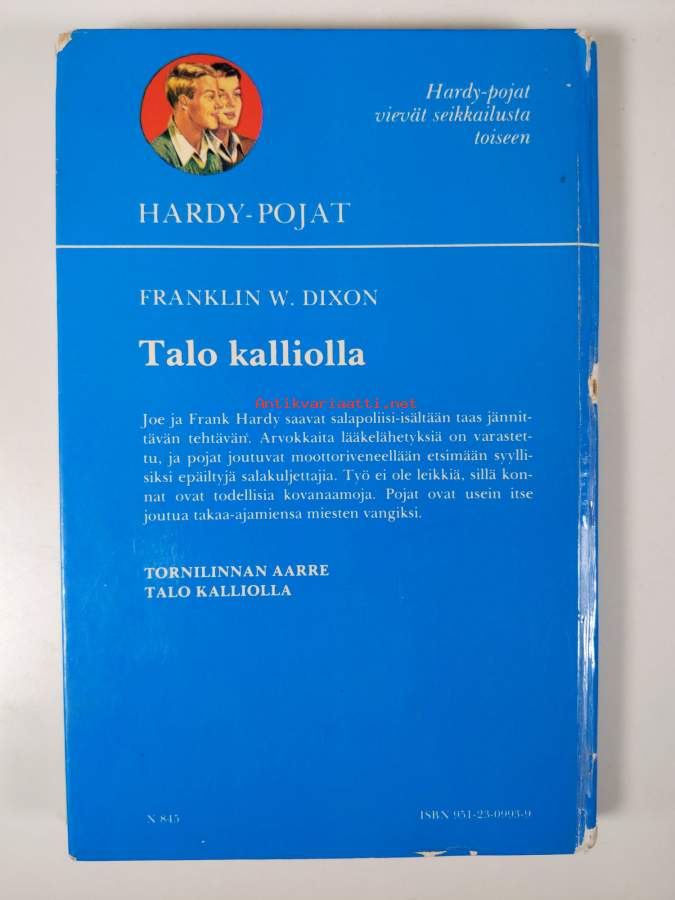 Hardy-pojat
vievät seikkailusta
toiseen
HARDY-POJAT
FRANKLIN W. DIXON
Talo kalliolla
Antikvariaatti.net
Joe ja Frank Hardy saavat salapoliisi-isältään taas jännit-
tävän tehtävän. Arvokkaita lääkelähetyksiä on varastet-
tu, ja pojat joutuvat moottoriveneellään etsimään syylli-
siksi epäiltyjä salakuljettajia. Työ ei ole leikkiä, sillä kon-
nat ovat todellisia kovanaamoja. Pojat ovat usein itse
joutua takaa-ajamiensa miesten vangiksi.
TORNILINNAN AARRE
TALO KALLIOLLA
N 845
ISBN 951-23-0993-9